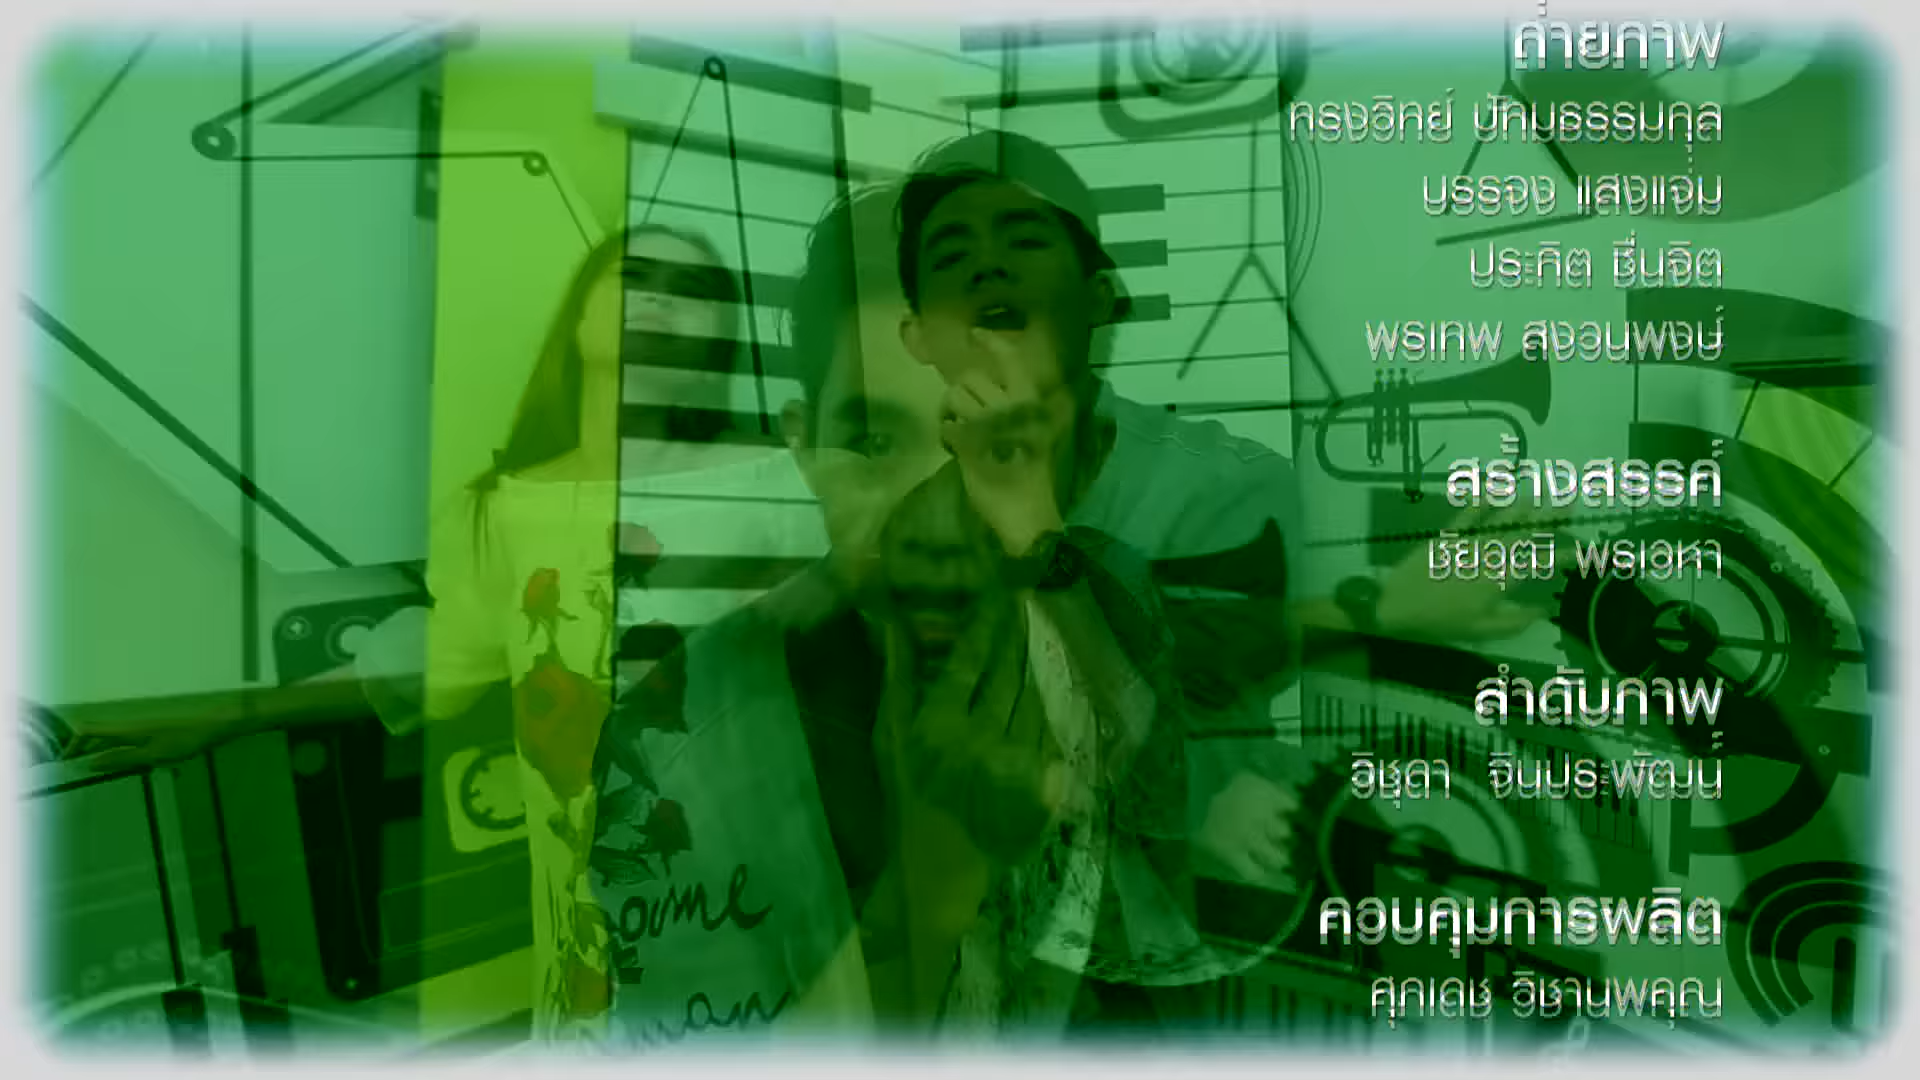 ถ่ายภาพ
ทรงวิทย์ ปัทมธรรมกุล
บรรจง แสงแจ่ม
ประกิต ชื่นจิต
พรเทพ สงวนพงษ์
สร้างสรรค์
ชัยวุฒิ พรเอหา
ลำดับภาพ
วิชุดา จินประพัฒน์
ควบคุมการผลิต
ศุภเดช วิชานพคุณ